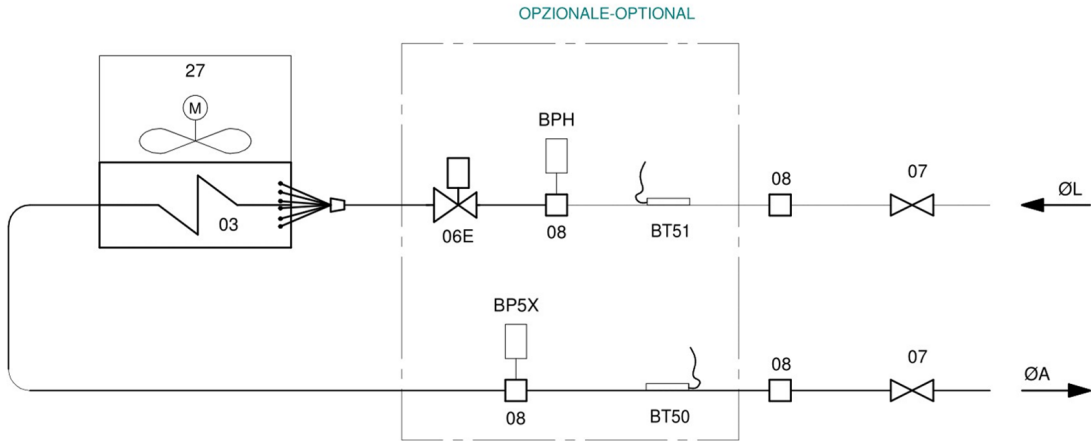 OPZIONALE-OPTIONAL
27
M
BPH
08
07
ØL
03
06E
08
BT51
BP5X
08
07
ØA
08
BT50